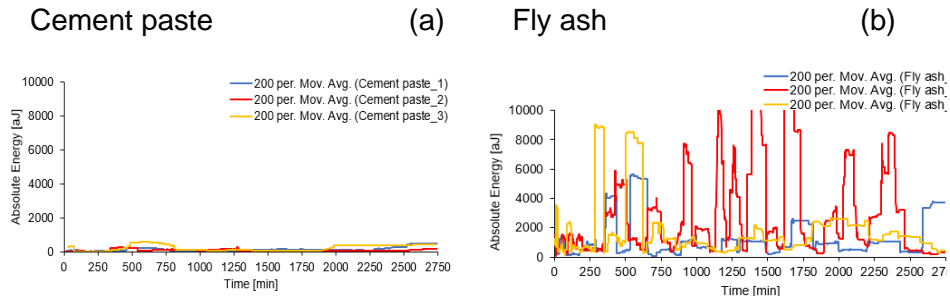 Cement paste (a)
10000
8000
6000
4000
2000
0
Absolute Energy [aJ]
200 per. Mov. Avg. (Cement paste_1)
200 per. Mov. Avg. (Cement paste_2)
200 per. Mov. Avg. (Cement paste_3)
0 250 500 750 1000 1250 1500 1750 2000 2250 2500 2750
Time [min]
Fly ash (b)
200 per. Mov. Avg. (Fly ash_
200 per. Mov. Avg. (Fly ash_
200 per. Mov. Avg. (Fly ash_
10000
8000
6000
4000
2000
0
Absolute Energy [aJ]
0 250 500 750 1000 1250 1500 1750 2000 2250 2500 275
Time [min]